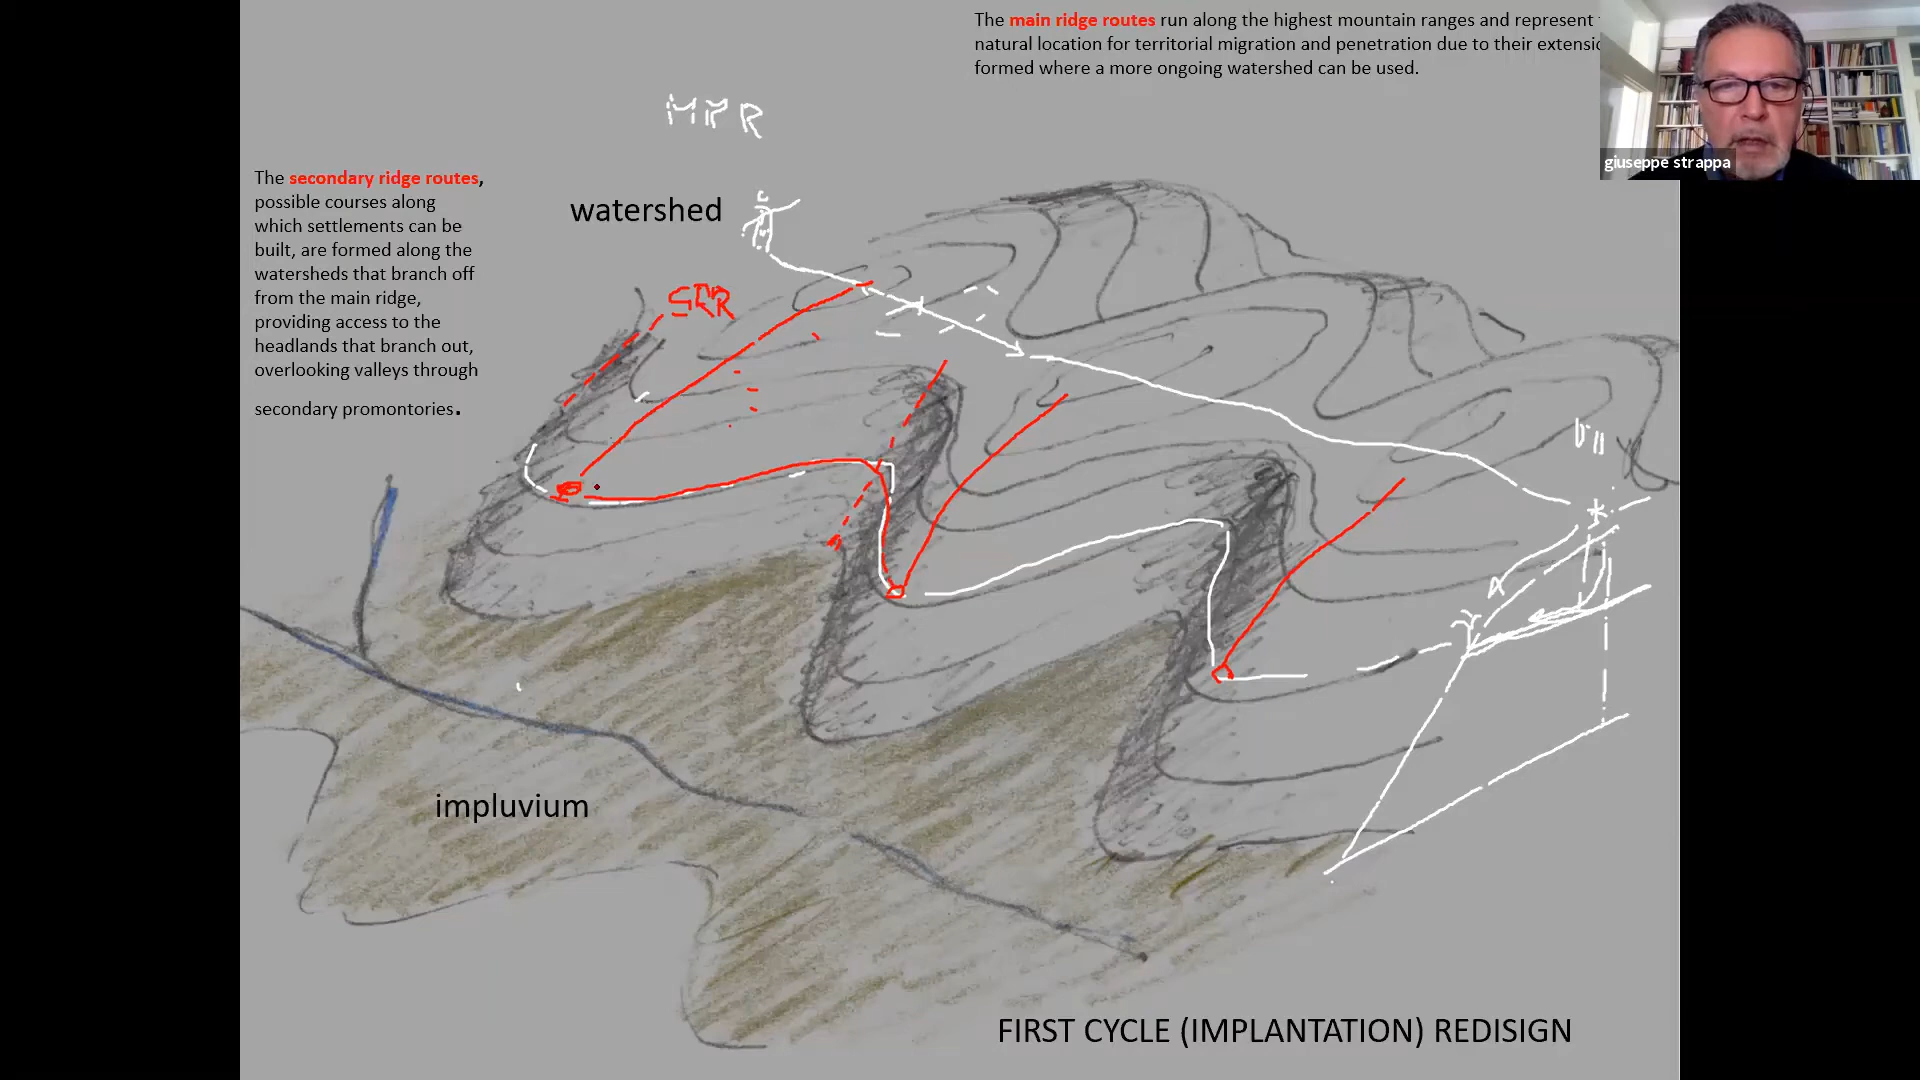 The main ridge routes run along the highest mountain ranges and represent
natural location for territorial migration and penetration due to their extensi
formed where a more ongoing watershed can be used.
giuseppe strappa
The secondary ridge routes,
possible courses along
which settlements can be
built, are formed along the
watersheds that branch off
from the main ridge,
providing access to the
headlands that branch out,
overlooking valleys through
secondary promontories.
watershed
impluvium
FIRST CYCLE (IMPLANTATION) REDISIGN